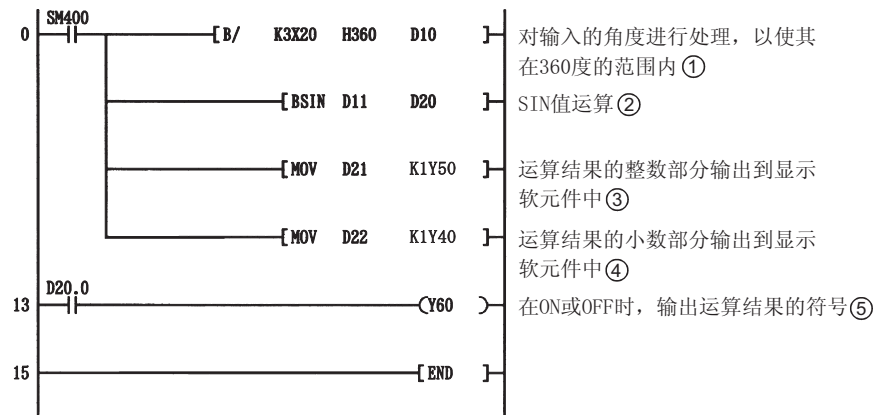 SM400
0 B/ K3X20 H360 D10 对输入的角度进行处理，以使其
在360度的范围内①
BSIN D11 D20 SIN值运算②
MOV D21 K1Y50 运算结果的整数部分输出到显示
软元件中③
MOV D22 K1Y40 运算结果的小数部分输出到显示
软元件中④
D20.0
13 Y60 在ON或OFF时，输出运算结果的符号⑤
15 END